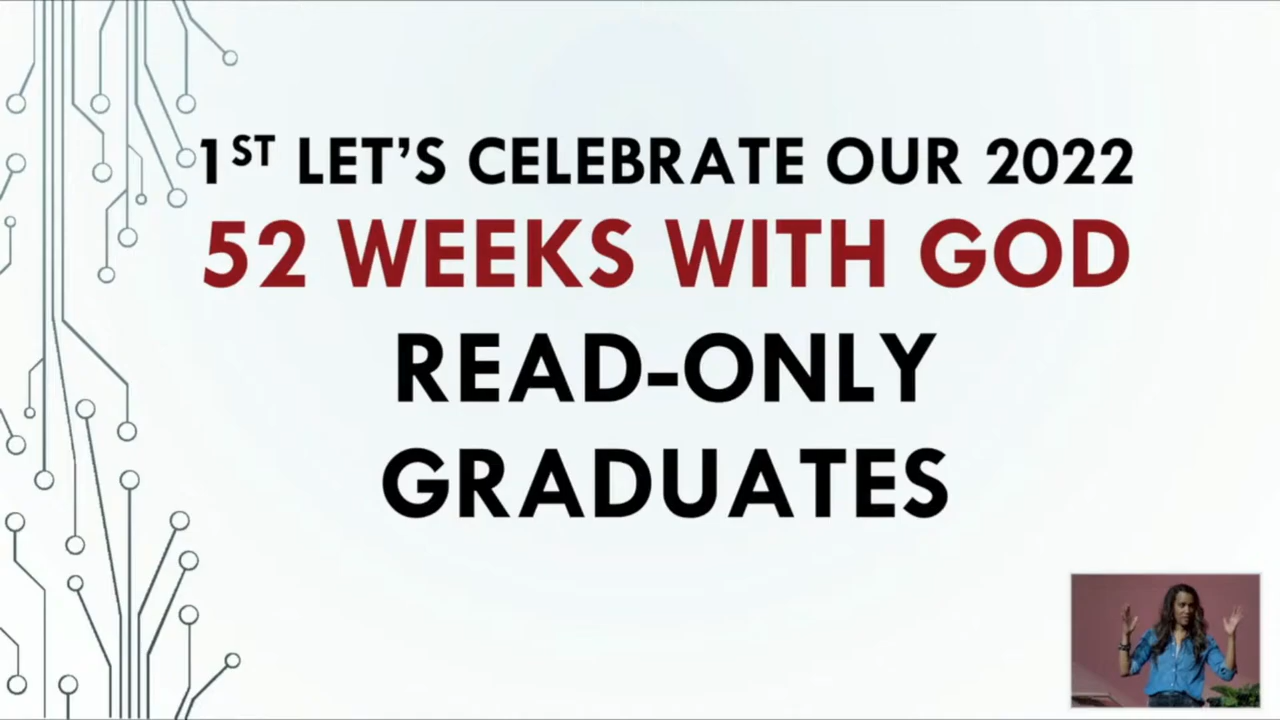 1ST LET’S CELEBRATE OUR 2022
52 WEEKS WITH GOD
READ-ONLY
GRADUATES